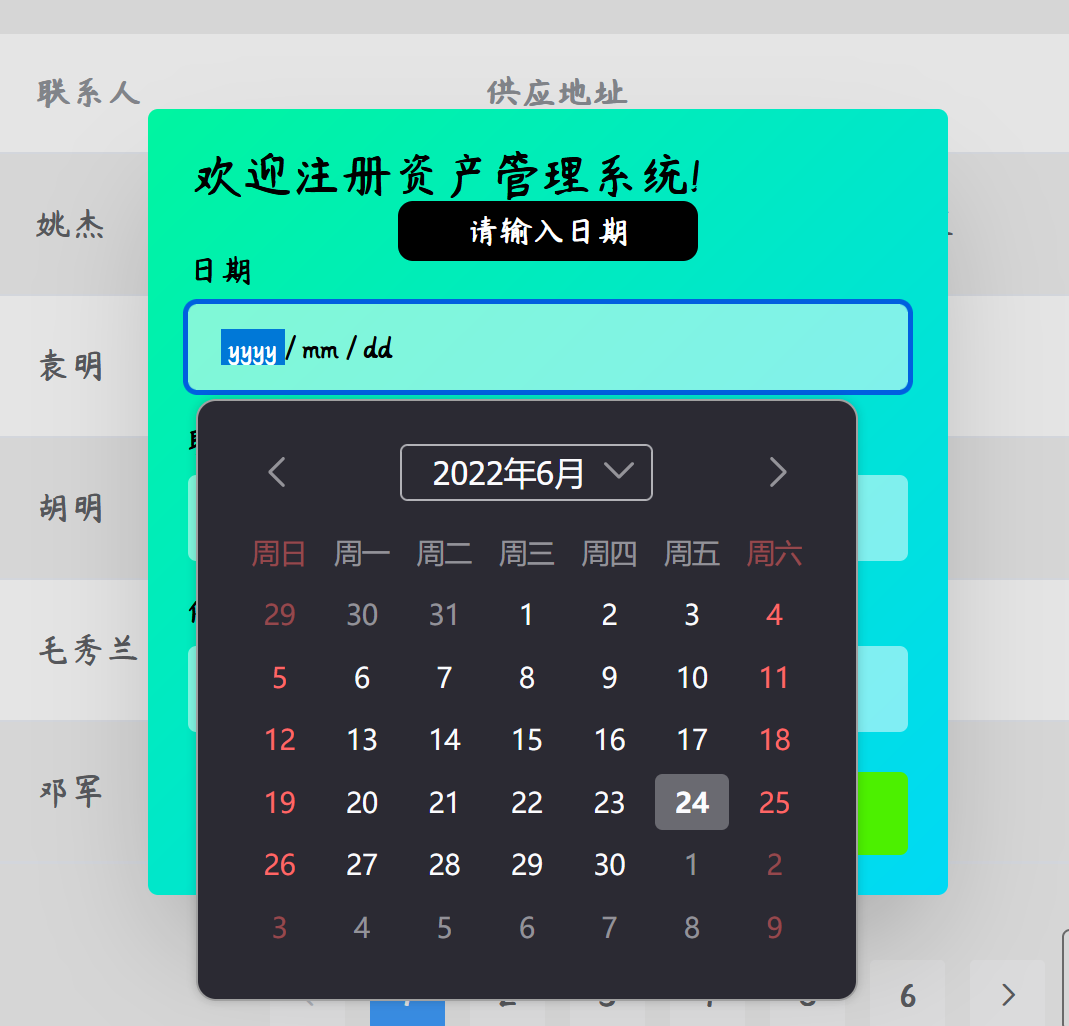 联系人 供应地址
欢迎注册资产管理系统!
请输入日期
姚杰
日期
yyyy / mm / dd
袁明
2022年6月
胡明
周日 周一 周二 周三 周四 周五 周六
29 30 31 1 2 3 4
毛秀兰
5 6 7 8 9 10 11
12 13 14 15 16 17 18
邓军
19 20 21 22 23 24 25
26 27 28 29 30 1 2
3 4 5 6 7 8 9
6